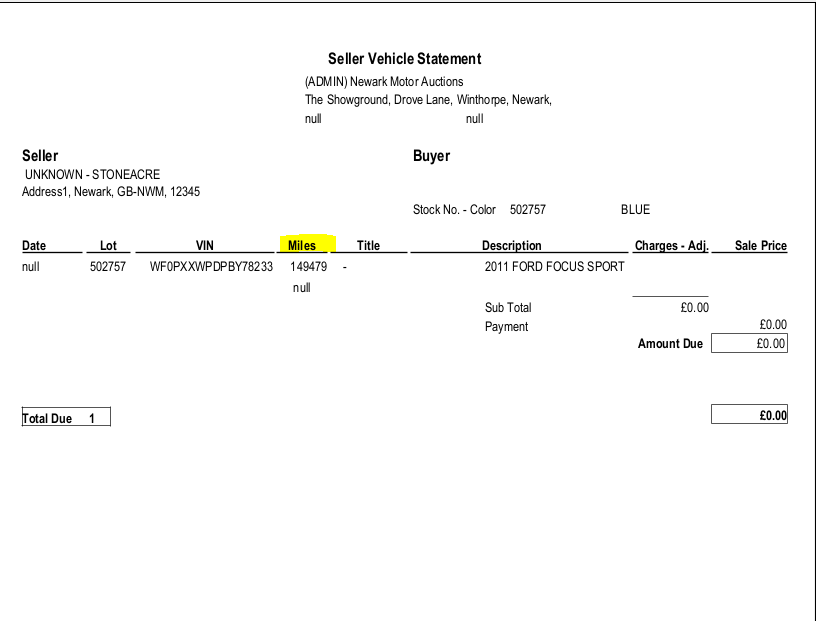 Seller Vehicle Statement
(ADMIN) Newark Motor Auctions
The Showground, Drove Lane, Winthorpe, Newark,
null null
Seller Buyer
UNKNOWN - STONEACRE
Address1, Newark, GB-NWM, 12345
Stock No. - Color 502757 BLUE
Date Lot VIN Miles Title Description Charges - Adj. Sale Price
null 502757 WF0PXXWPDPBY78233 149479 - 2011 FORD FOCUS SPORT
null
Sub Total £0.00
Payment £0.00
Amount Due £0.00
Total Due 1 £0.00